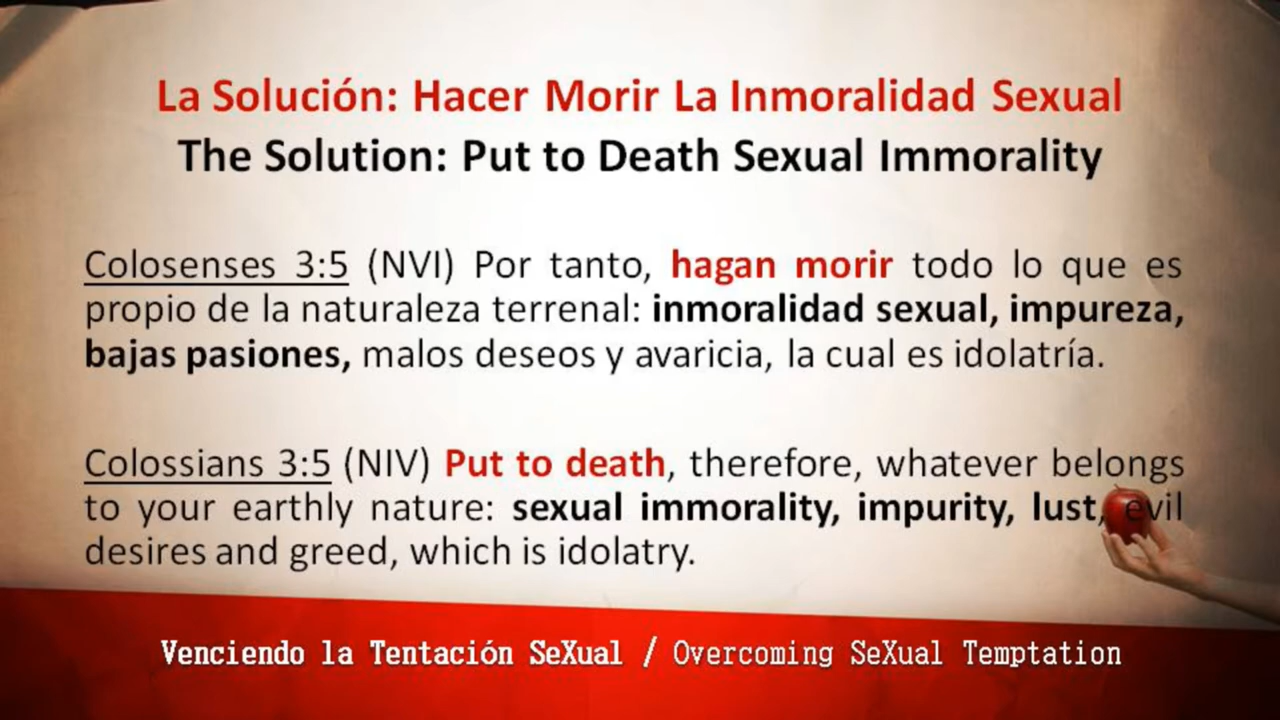 La Solución: Hacer Morir La Inmoralidad Sexual
The Solution: Put to Death Sexual Immorality
Colosenses 3:5 (NVI) Por tanto, hagan morir todo lo que es
propio de la naturaleza terrenal: inmoralidad sexual, impureza,
bajas pasiones, malos deseos y avaricia, la cual es idolatría.
Colossians 3:5 (NIV) Put to death, therefore, whatever belongs
to your earthly nature: sexual immorality, impurity, lust, evil
desires and greed, which is idolatry.
Venciendo la Tentación SeXual / Overcoming SeXual Temptation